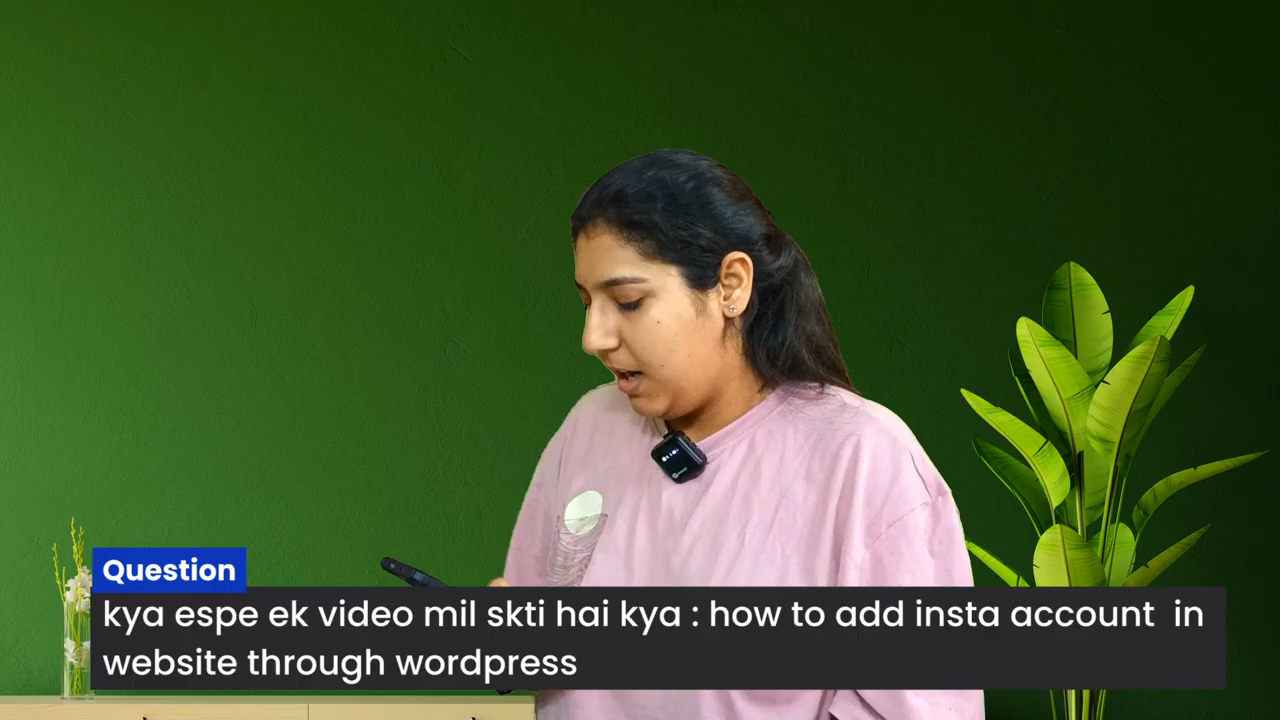 Question
kya espe ek video mil skti hai kya : how to add insta account in
website through wordpress